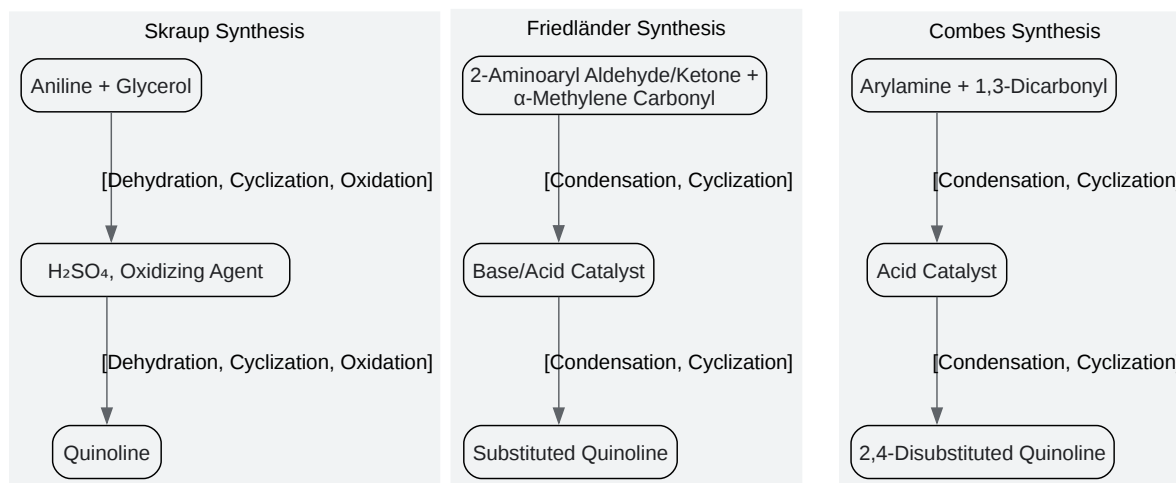 Skraup Synthesis
Aniline + Glycerol
[Dehydration, Cyclization, Oxidation]
H₂SO₄, Oxidizing Agent
[Dehydration, Cyclization, Oxidation]
Quinoline
Friedländer Synthesis
2-Aminoaryl Aldehyde/Ketone +
α-Methylene Carbonyl
[Condensation, Cyclization]
Base/Acid Catalyst
[Condensation, Cyclization]
Substituted Quinoline
Combes Synthesis
Arylamine + 1,3-Dicarbonyl
[Condensation, Cyclization
Acid Catalyst
[Condensation, Cyclization
2,4-Disubstituted Quinoline